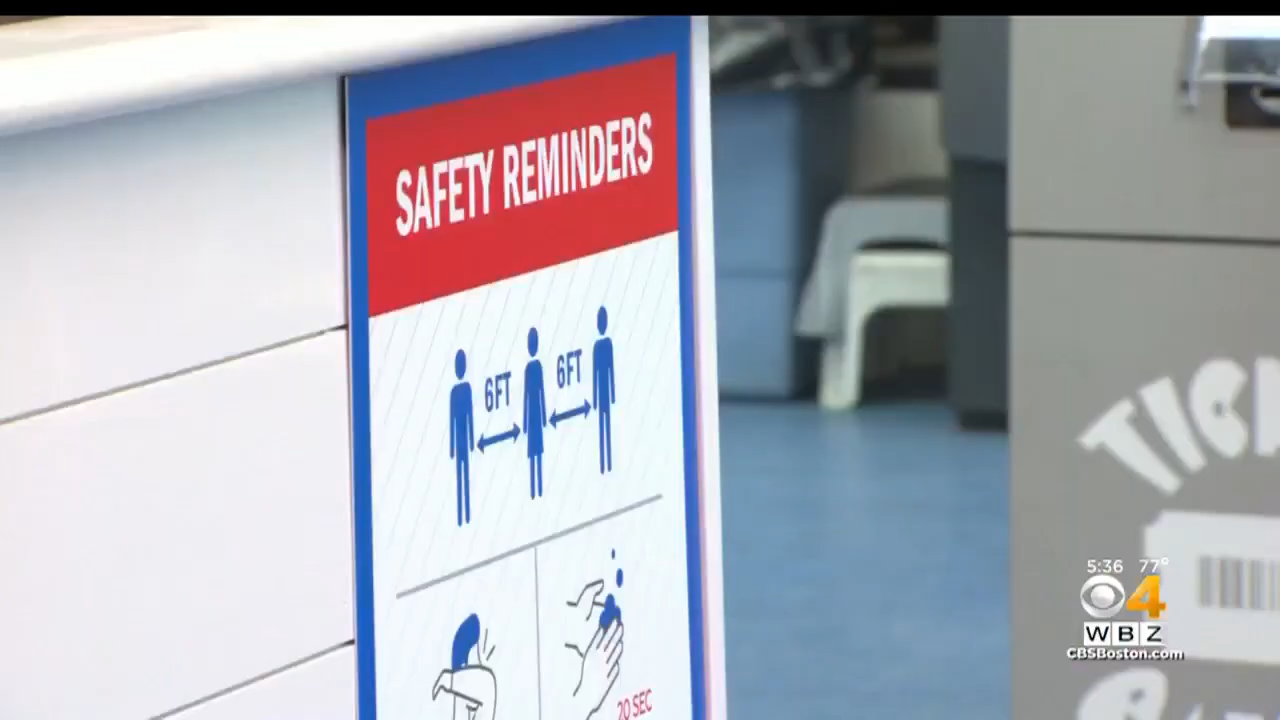 SAFETY REMINDERS
6FT
6FT
20 SEC
5:36 77°
4
WBZ
CBSBoston.com